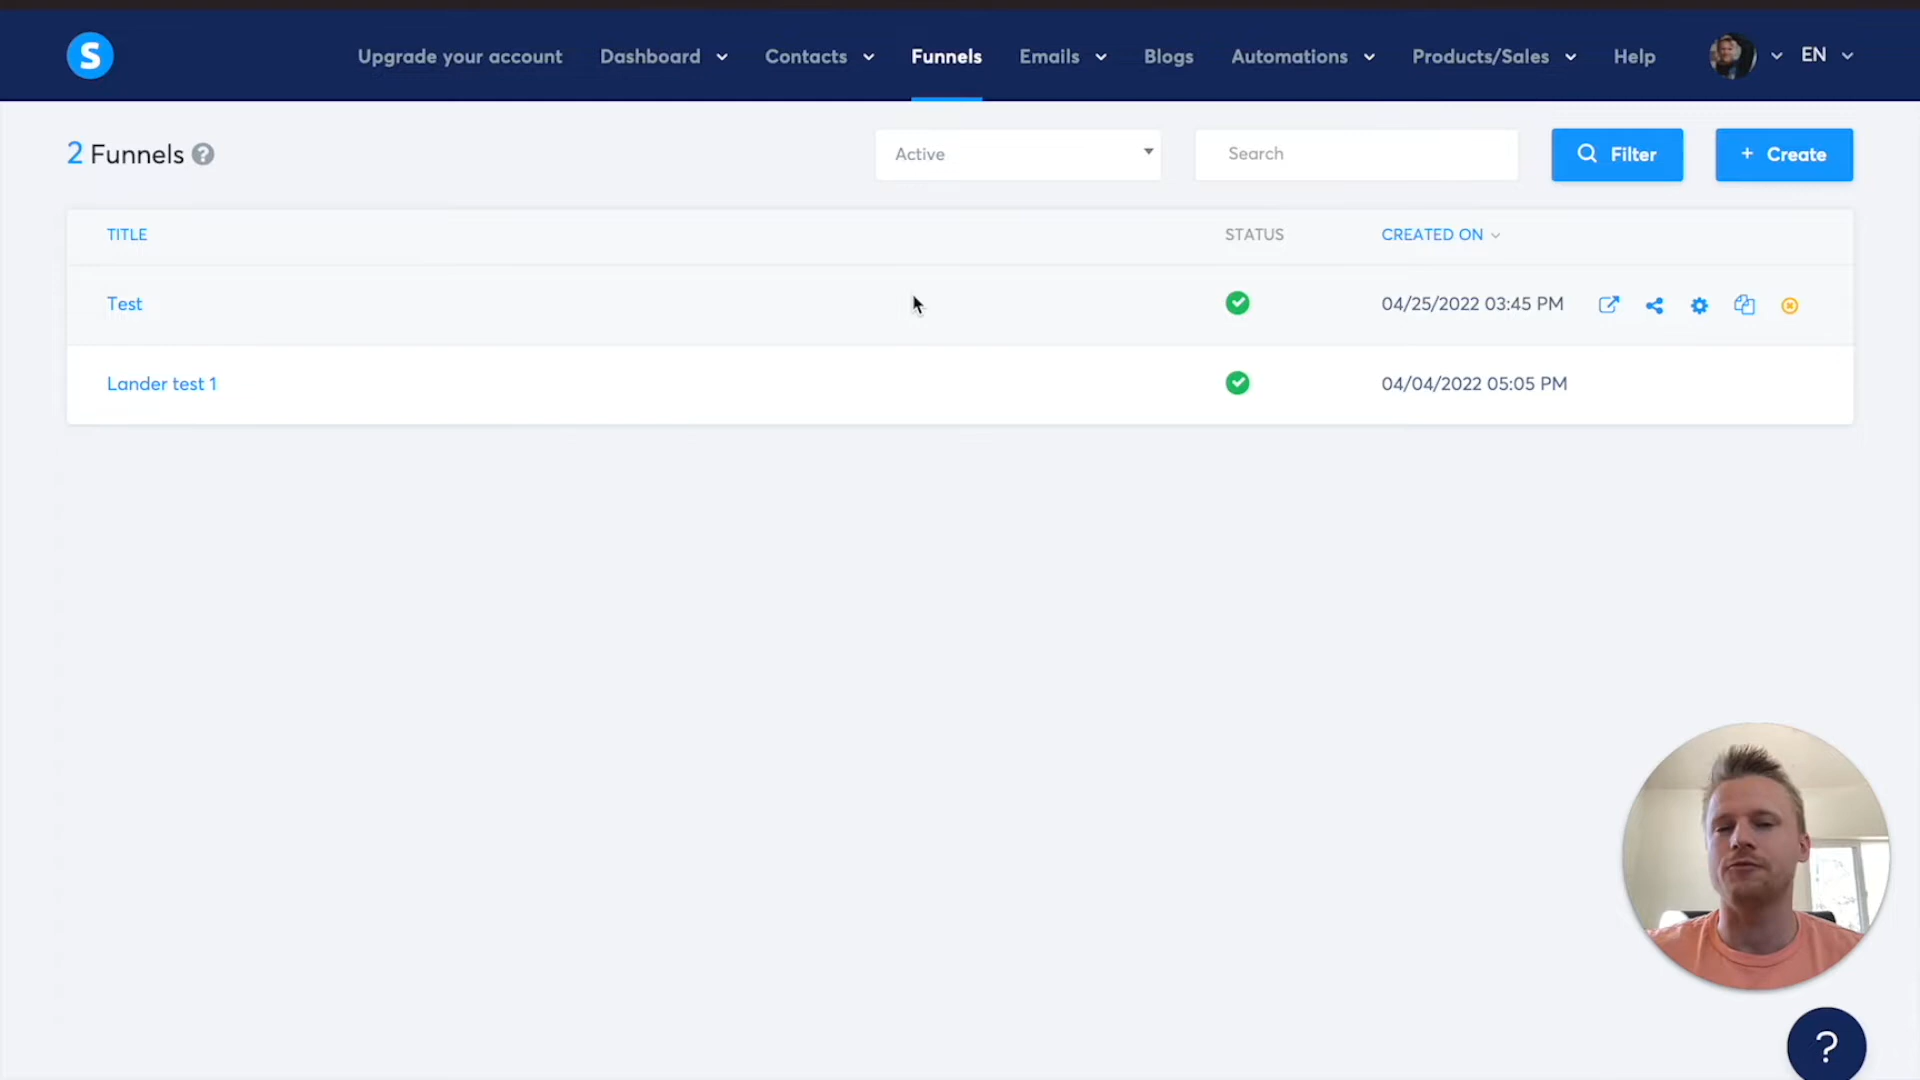 S Upgrade your account Dashboard Contacts Funnels Emails Blogs Automations Products/Sales Help EN
2 Funnels ? Active Search Filter + Create
TITLE STATUS CREATED ON
Test 04/25/2022 03:45 PM
Lander test 1 04/04/2022 05:05 PM
?